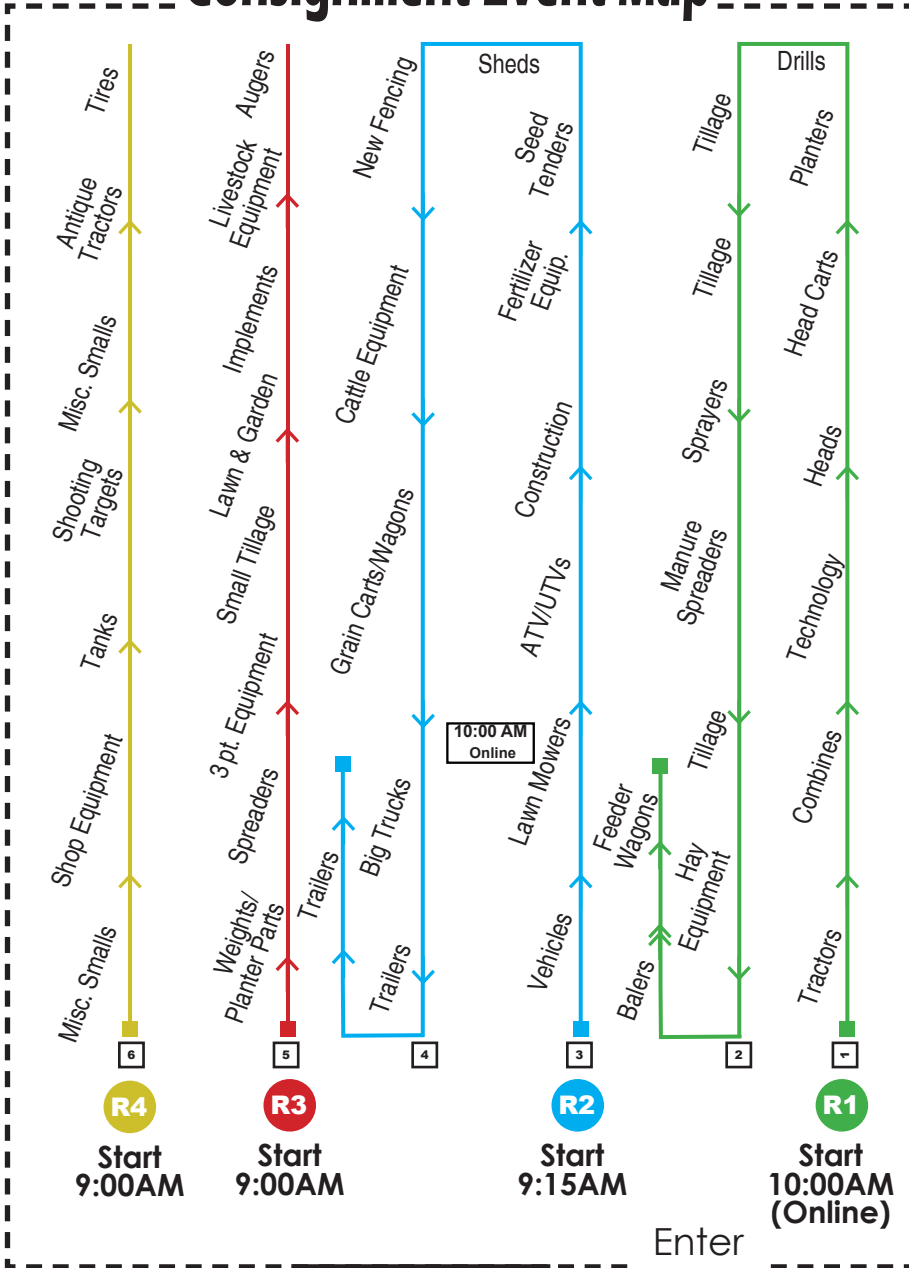 Consignment Event Map
Tires
Antique
Tractors
Misc. Smalls
Shooting
Targets
Tanks
Shop Equipment
Misc. Smalls
6
R4
Start
9:00AM
Augers
Livestock
Equipment
Implements
Lawn & Garden
Small Tillage
3 pt. Equipment
Spreaders
Weights/
Planter Parts
5
R3
Start
9:00AM
Sheds
New Fencing
Cattle Equipment
Grain Carts/Wagons
Big Trucks
Trailers
Trailers
4
10:00 AM
Online
Seed
Tenders
Fertilizer
Equip.
Construction
ATV/UTVs
Lawn Mowers
Vehicles
3
R2
Start
9:15AM
Drills
Tillage
Tillage
Sprayers
Manure
Spreaders
Tillage
Hay
Equipment
Feeder
Wagons
Balers
2
Planters
Head Carts
Heads
Technology
Combines
Tractors
1
R1
Start
10:00AM
(Online)
Enter